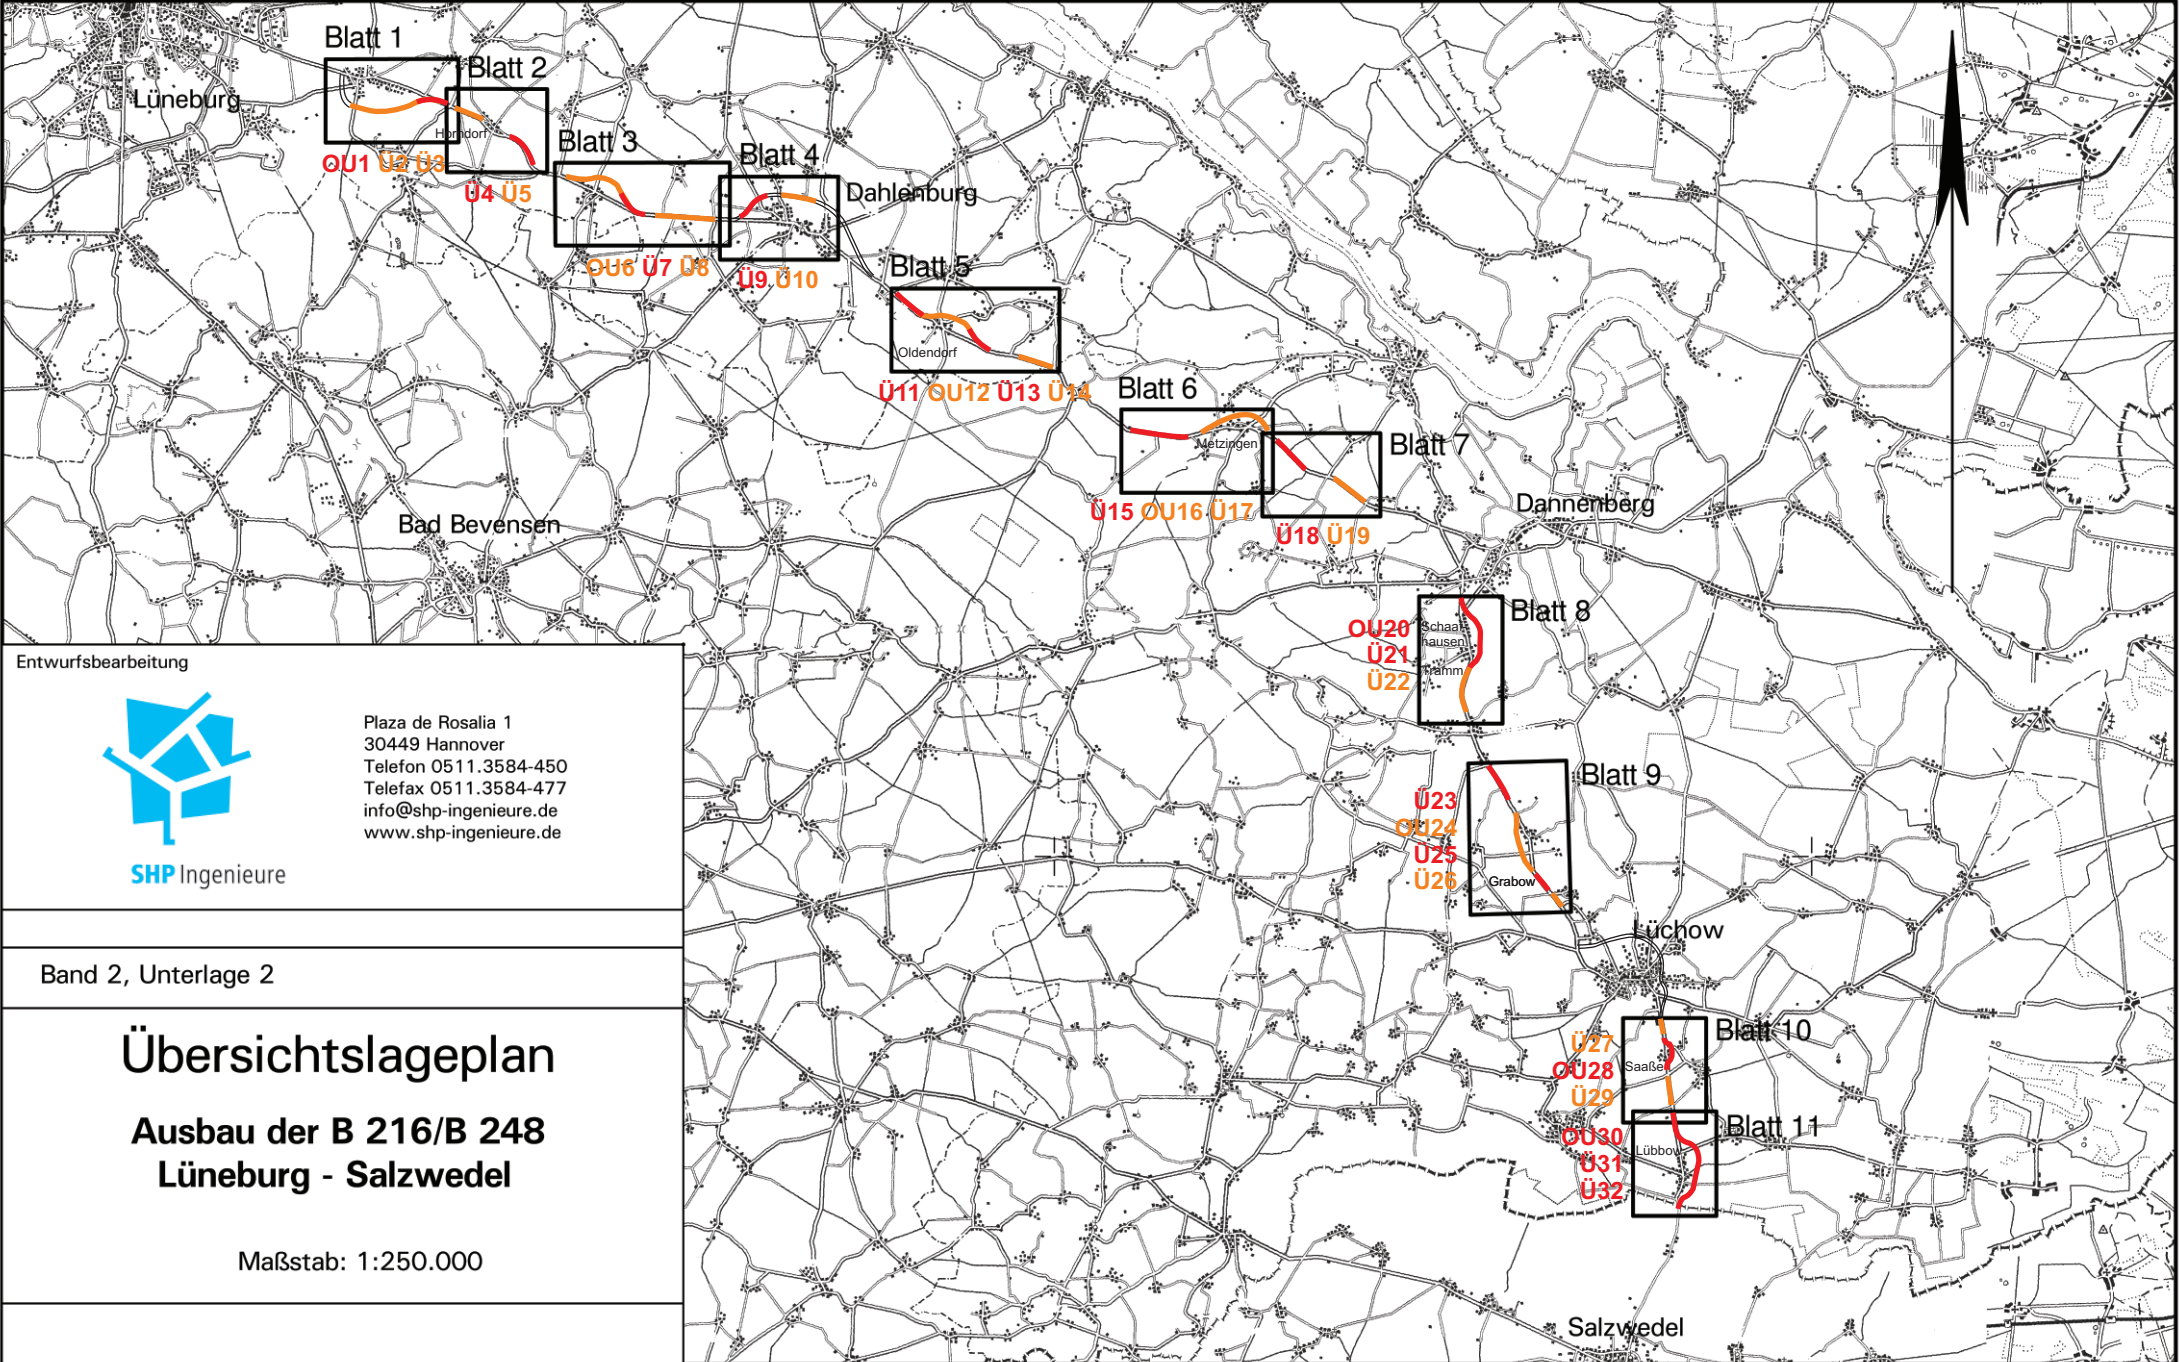 Blatt 1
Blatt 2
Lüneburg
Horndorf
Blatt 3
Blatt 4
OU1 Ü2 Ü3
Ü4 Ü5
Dahlenburg
OU6 Ü7 Ü8
Ü9 Ü10
Blatt 5
Oldendorf
Ü11 OU12 Ü13 Ü14
Blatt 6
Metzingen
Blatt 7
Ü15 OU16 Ü17
Ü18 Ü19
Dannenberg
Bad Bevensen
Blatt 8
OU20
Ü21
Ü22
Schaaf-
hausen
Tramm
Blatt 9
Ü23
OU24
Ü25
Ü26
Grabow
Lüchow
Blatt 10
Ü27
OU28
Ü29
Saaße
Blatt 11
OU30
Ü31
Ü32
Lübbow
Salzwedel
Entwurfsbearbeitung
Plaza de Rosalia 1
30449 Hannover
Telefon 0511.3584-450
Telefax 0511.3584-477
info@shp-ingenieure.de
www.shp-ingenieure.de
SHP Ingenieure
Band 2, Unterlage 2
Übersichtslageplan
Ausbau der B 216/B 248
Lüneburg - Salzwedel
Maßstab: 1:250.000